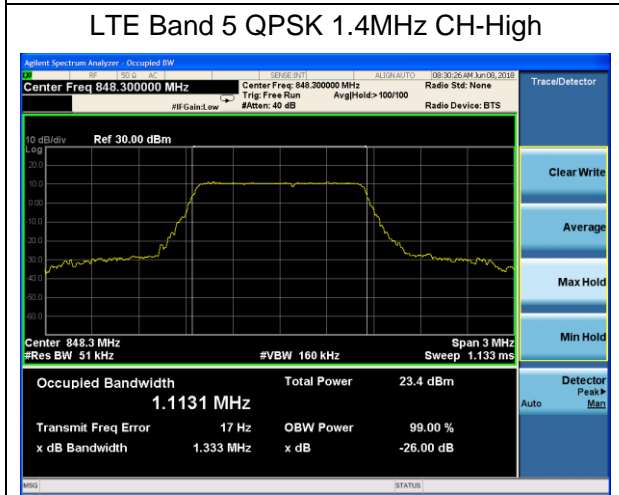 LTE Band 5 QPSK 1.4MHz CH-High
Agilent Spectrum Analyzer - Occupied BW
RF 50 Ω AC SENSE:INT ALIGN AUTO 08:30:26 AM Jun 08, 2018
Center Freq 848.300000 MHz
Center Freq: 848.300000 MHz Radio Std: None
Trig: Free Run Avg|Hold:> 100/100
#IFGain:Low #Atten: 40 dB Radio Device: BTS
Trace/Detector
10 dB/div Ref 30.00 dBm
Log
20.0
10.0
0.00
-10.0
-20.0
-30.0
-40.0
-50.0
-60.0
Clear Write
Average
Max Hold
Min Hold
Center 848.3 MHz Span 3 MHz
#Res BW 51 kHz #VBW 160 kHz Sweep 1.133 ms
Occupied Bandwidth Total Power 23.4 dBm
1.1131 MHz
Transmit Freq Error 17 Hz OBW Power 99.00 %
x dB Bandwidth 1.333 MHz x dB -26.00 dB
Detector
Peak►
Auto Man
MSG STATUS